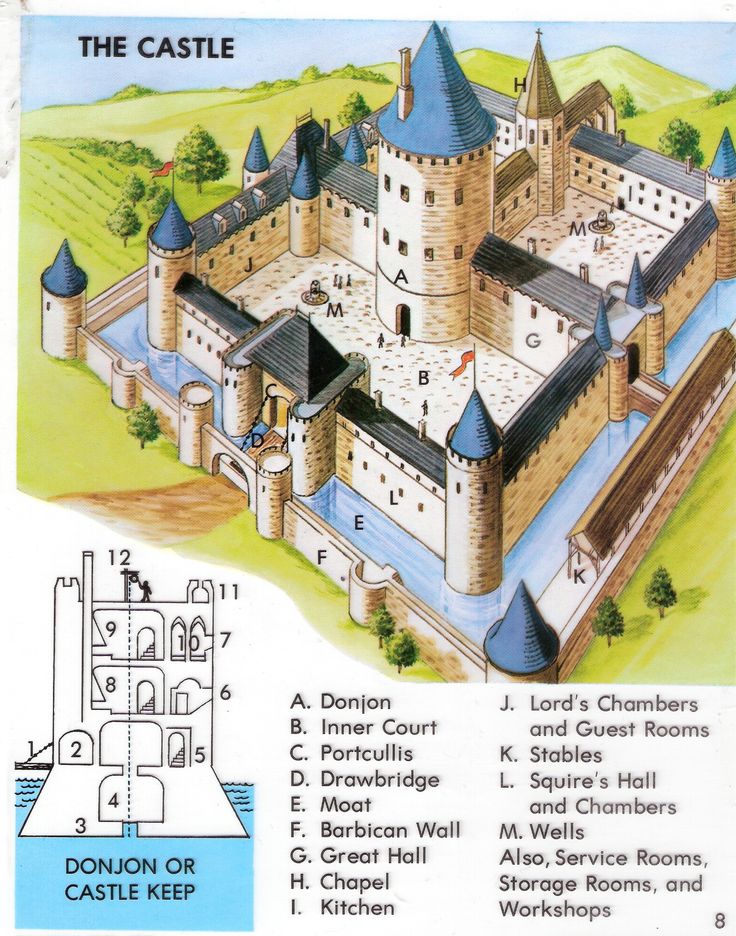 THE CASTLE
H
M
J
A
M
G
B
C
D
L
E
F
K
12
11
9
10
7
8
6
1
2
5
4
3
DONJON OR
CASTLE KEEP
A. Donjon
B. Inner Court
C. Portcullis
D. Drawbridge
E. Moat
F. Barbican Wall
G. Great Hall
H. Chapel
I. Kitchen
J. Lord's Chambers
and Guest Rooms
K. Stables
L. Squire's Hall
and Chambers
M. Wells
Also, Service Rooms,
Storage Rooms, and
Workshops
8